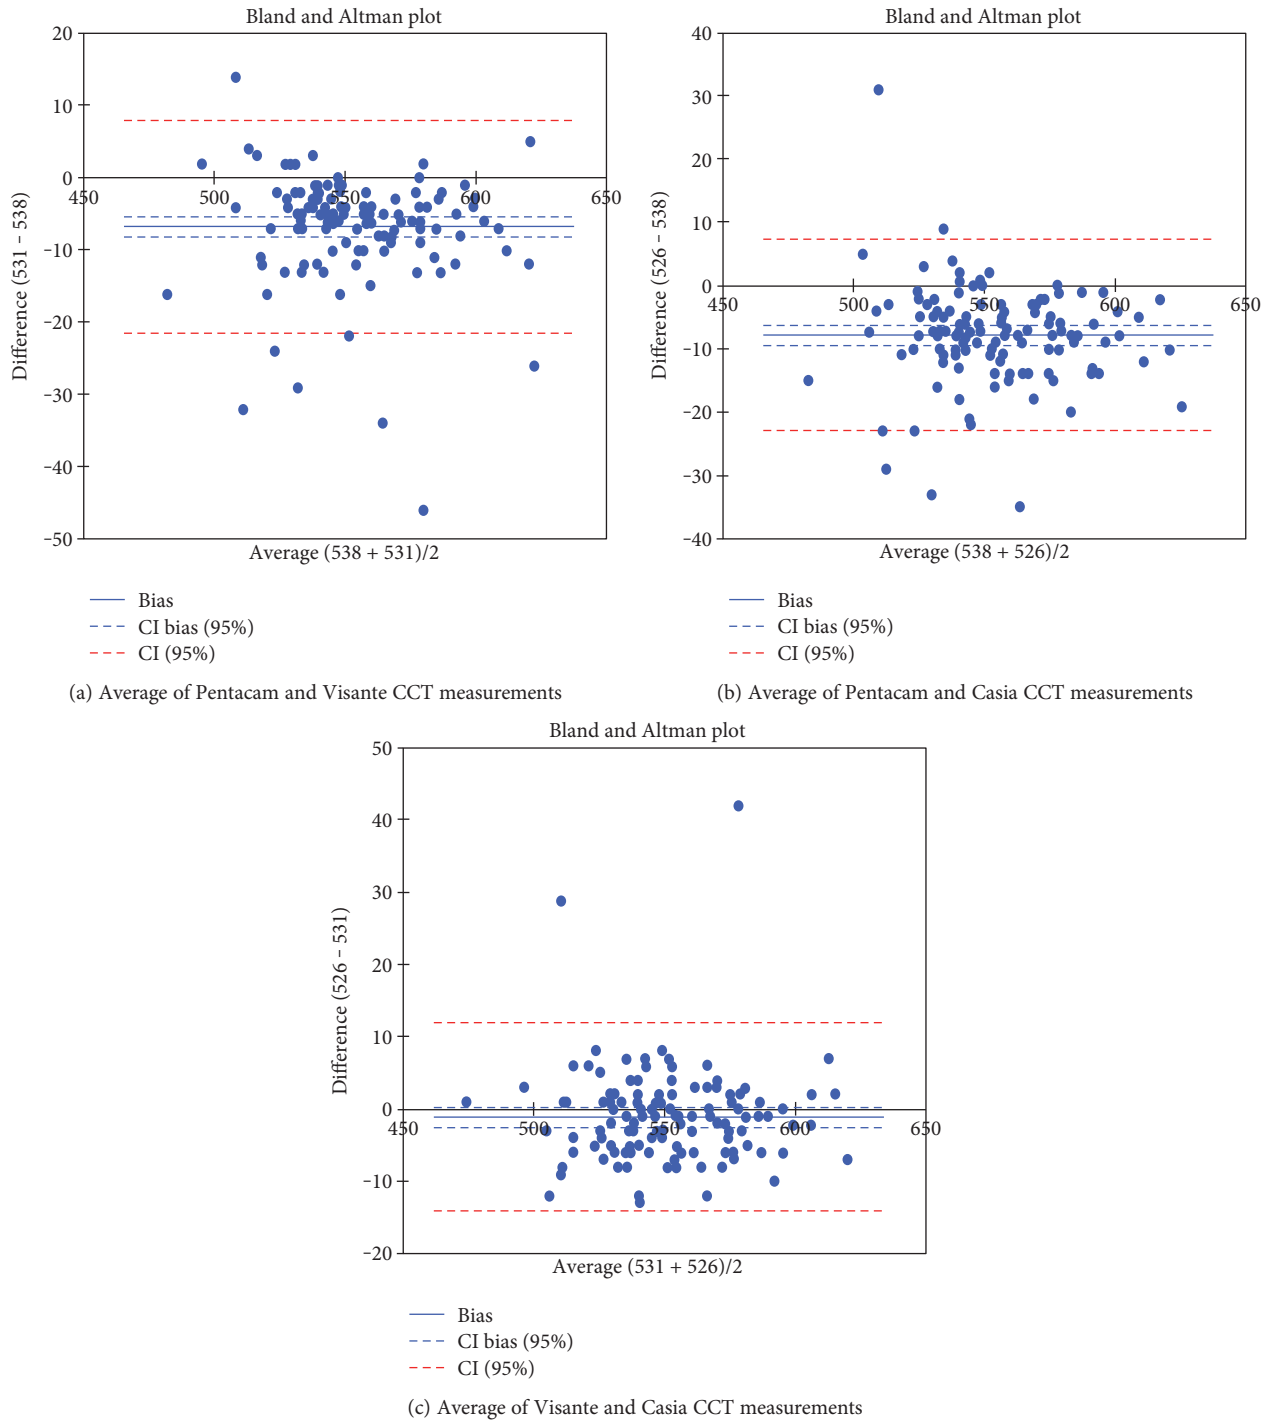 Bland and Altman plot
20
10
0
450
500
550
600
650
−10
−20
−30
−40
−50
Difference (531 − 538)
Average (538 + 531)/2
Bias
CI bias (95%)
CI (95%)
(a) Average of Pentacam and Visante CCT measurements
Bland and Altman plot
40
30
20
10
0
450
500
550
600
650
−10
−20
−30
−40
Difference (526 − 538)
Average (538 + 526)/2
Bias
CI bias (95%)
CI (95%)
(b) Average of Pentacam and Casia CCT measurements
Bland and Altman plot
50
40
30
20
10
0
450
500
550
600
650
−10
−20
Difference (526 − 531)
Average (531 + 526)/2
Bias
CI bias (95%)
CI (95%)
(c) Average of Visante and Casia CCT measurements